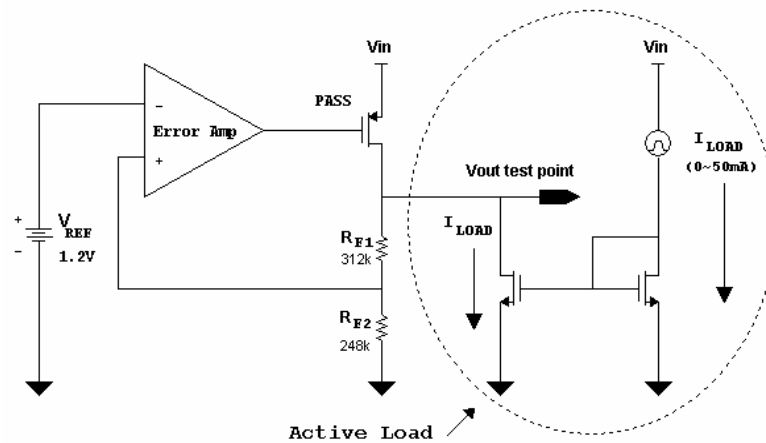 Vin
Vin
PASS
Error Amp
−
+
I LOAD
(0~50mA)
Vout test point
+
−
V REF
1.2V
I LOAD
R F1
312k
R F2
248k
Active Load